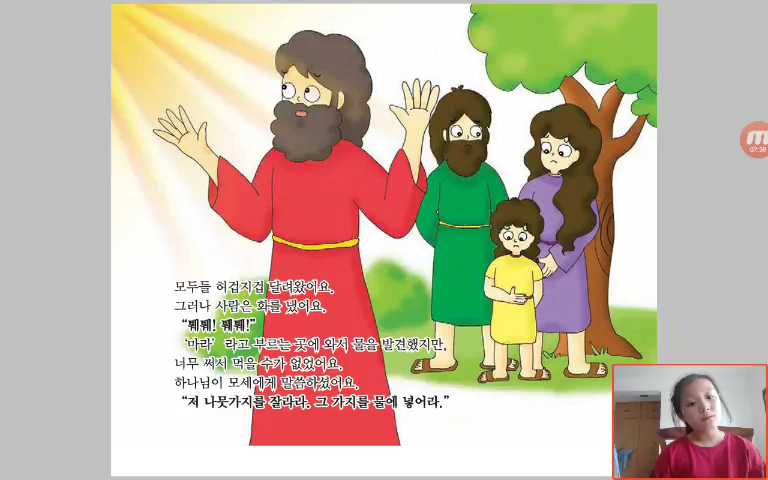 모두들 허겁지겁 달려왔어요.
그러나 사람은 화를 냈어요.
“퉤퉤! 퉤퉤!”
‘마라’ 라고 부르는 곳에 와서 물을 발견했지만,
너무 써서 먹을 수가 없었어요.
하나님이 모세에게 말씀하셨어요.
“저 나뭇가지를 잘라라. 그 가지를 물에 넣어라.”
07:59